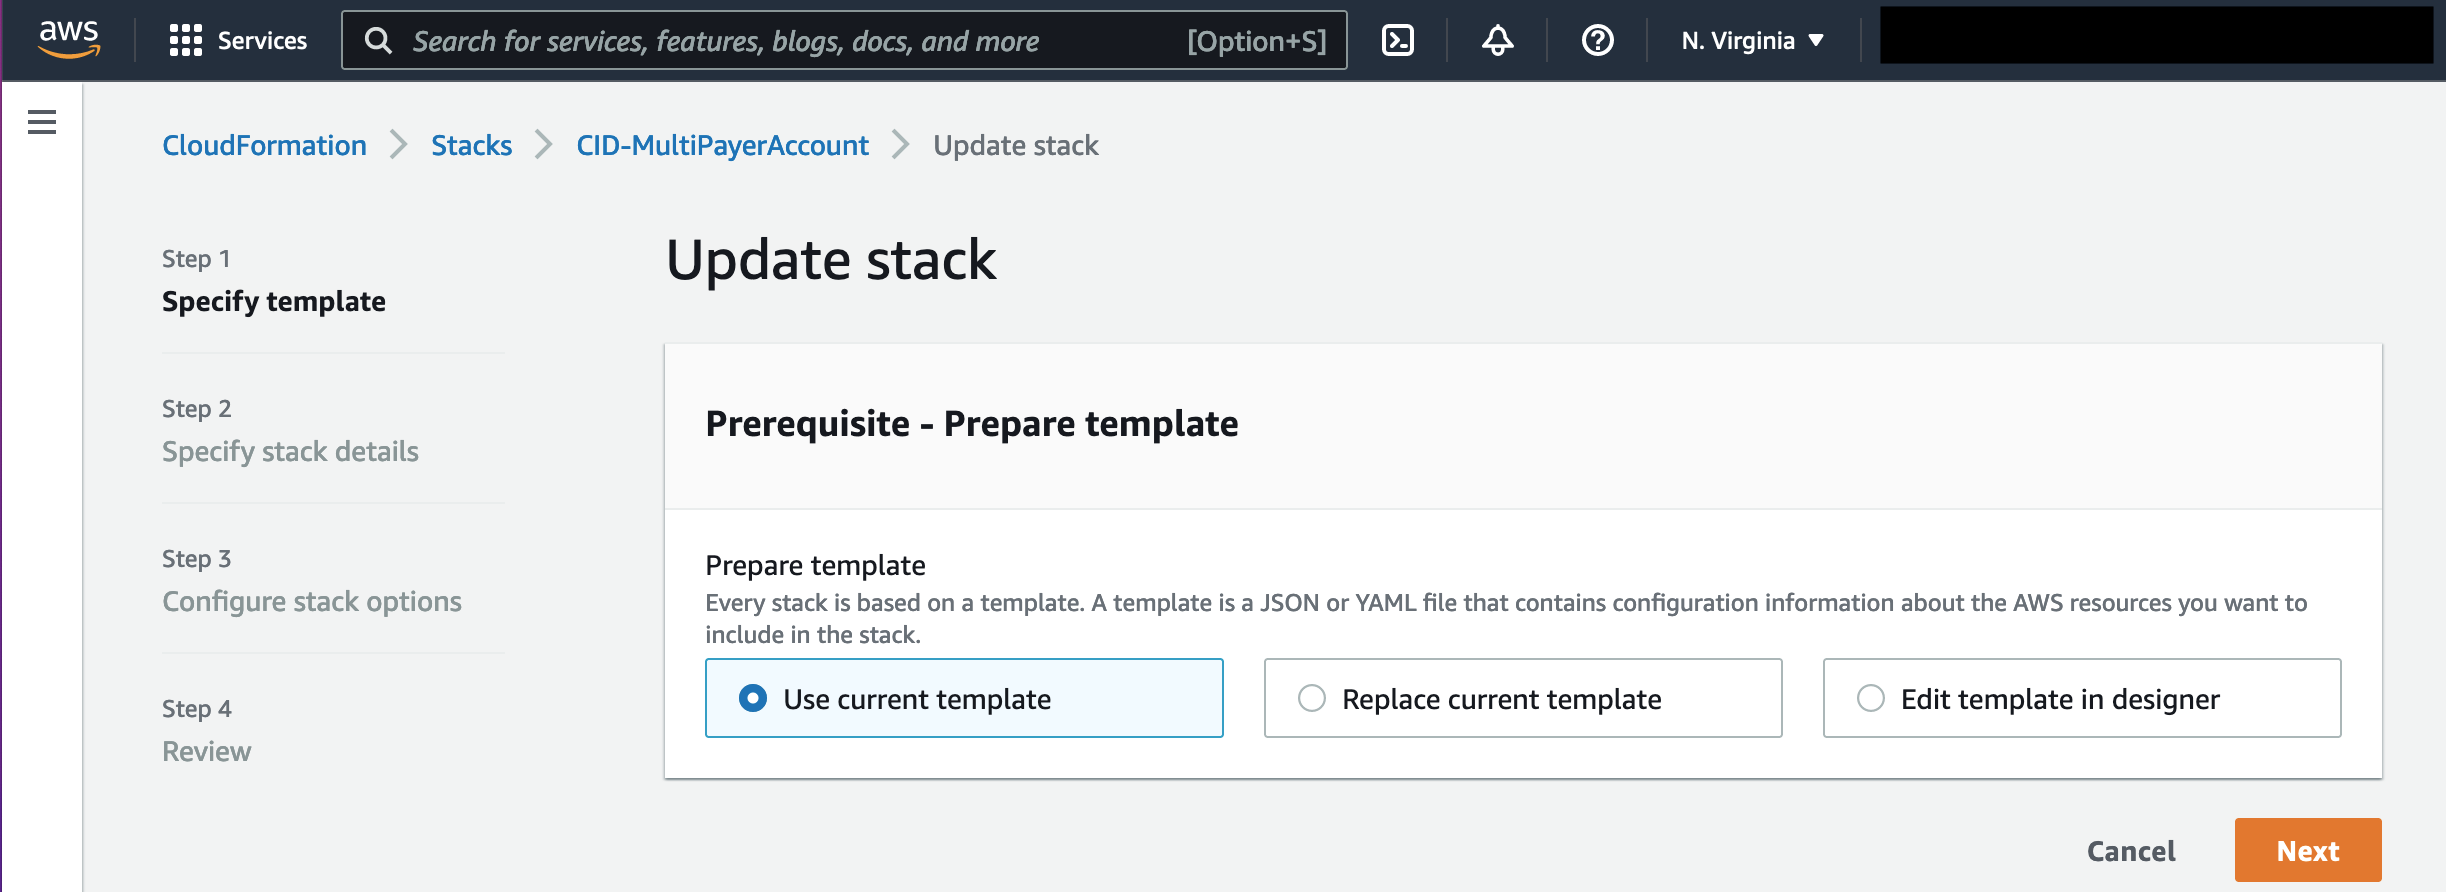 aws
Services
Search for services, features, blogs, docs, and more
[Option+S]
N. Virginia
CloudFormation
Stacks
CID-MultiPayerAccount
Update stack
Step 1
Specify template
Step 2
Specify stack details
Step 3
Configure stack options
Step 4
Review
Update stack
Prerequisite - Prepare template
Prepare template
Every stack is based on a template. A template is a JSON or YAML file that contains configuration information about the AWS resources you want to
include in the stack.
Use current template
Replace current template
Edit template in designer
Cancel
Next